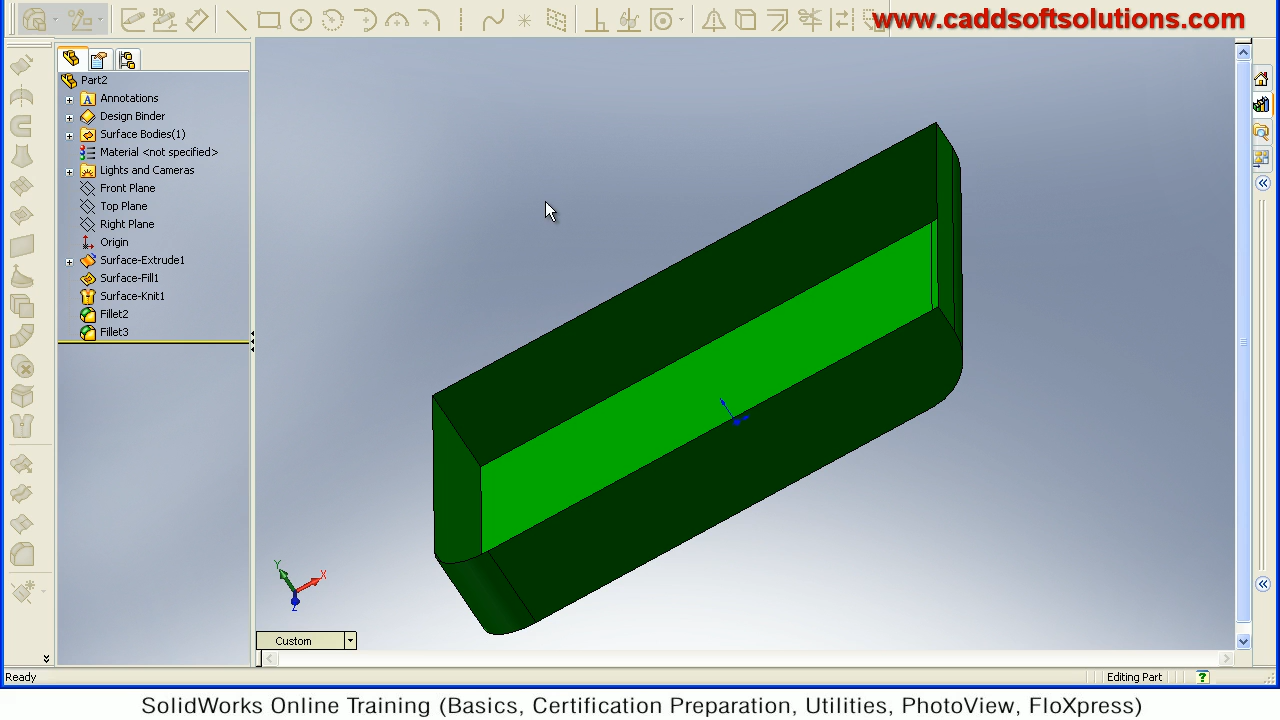 www.caddsoftsolutions.com
3D
Part2
A Annotations
Design Binder
Surface Bodies(1)
Material <not specified>
Lights and Cameras
Front Plane
Top Plane
Right Plane
Origin
Surface-Extrude1
Surface-Fill1
Surface-Knit1
Fillet2
Fillet3
Y
X
Z
Custom
Ready
Editing Part
?
SolidWorks Online Training (Basics, Certification Preparation, Utilities, PhotoView, FloXpress)